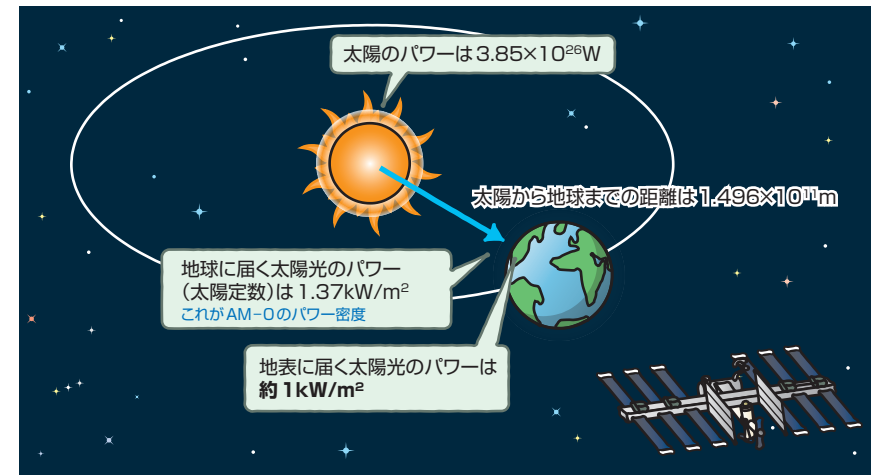 太陽のパワーは3.85×10²⁶W
太陽から地球までの距離は1.496×10¹¹m
地球に届く太陽光のパワー
(太陽定数)は1.37kW/m²
これがAM-0のパワー密度
地表に届く太陽光のパワーは
約1kW/m²